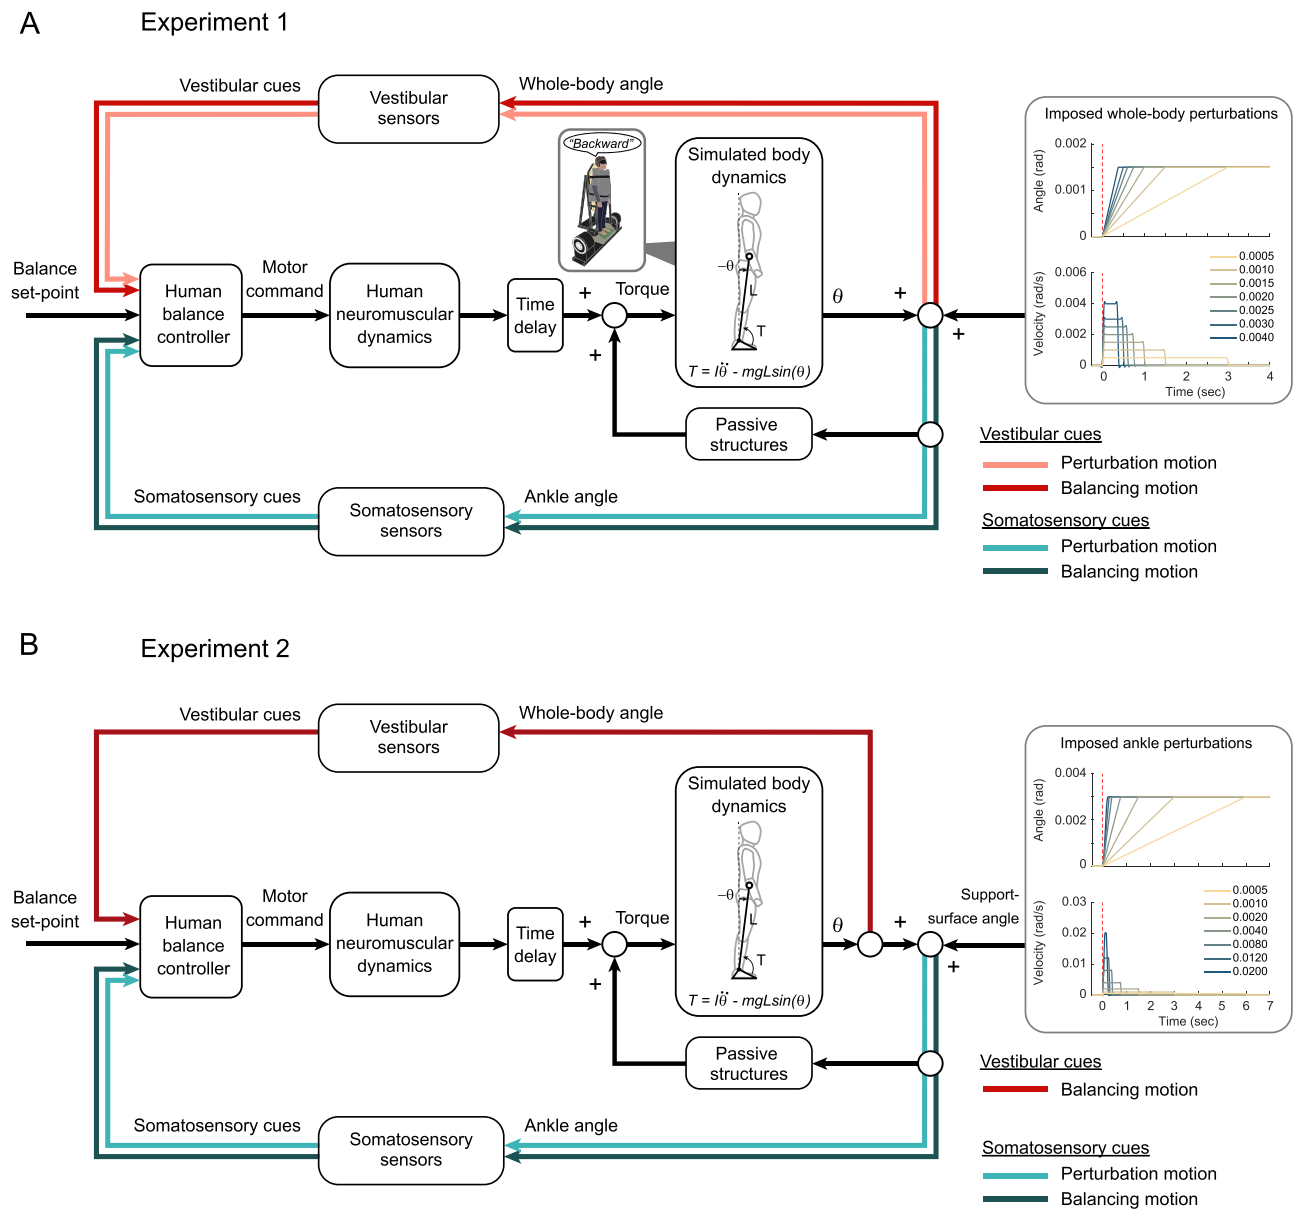 A
Experiment 1
Vestibular cues
Vestibular
sensors
Whole-body angle
"Backward"
Simulated body
dynamics
−θ
L
T
T = Iθ̈ - mgLsin(θ)
Balance
set-point
Human
balance
controller
Motor
command
Human
neuromuscular
dynamics
Time
delay
+
+
Torque
θ
+
+
Passive
structures
Somatosensory cues
Somatosensory
sensors
Ankle angle
Imposed whole-body perturbations
Angle (rad)
0.002
0.001
0
Velocity (rad/s)
0.006
0.004
0.002
0
0.0005
0.0010
0.0015
0.0020
0.0025
0.0030
0.0040
0 1 2 3 4
Time (sec)
Vestibular cues
Perturbation motion
Balancing motion
Somatosensory cues
Perturbation motion
Balancing motion
B
Experiment 2
Vestibular cues
Vestibular
sensors
Whole-body angle
Simulated body
dynamics
−θ
L
T
T = Iθ̈ - mgLsin(θ)
Balance
set-point
Human
balance
controller
Motor
command
Human
neuromuscular
dynamics
Time
delay
+
+
Torque
θ
+
+
Support-
surface angle
Passive
structures
Somatosensory cues
Somatosensory
sensors
Ankle angle
Imposed ankle perturbations
Angle (rad)
0.004
0.002
0
Velocity (rad/s)
0.03
0.02
0.01
0
0.0005
0.0010
0.0020
0.0040
0.0080
0.0120
0.0200
0 1 2 3 4 5 6 7
Time (sec)
Vestibular cues
Balancing motion
Somatosensory cues
Perturbation motion
Balancing motion